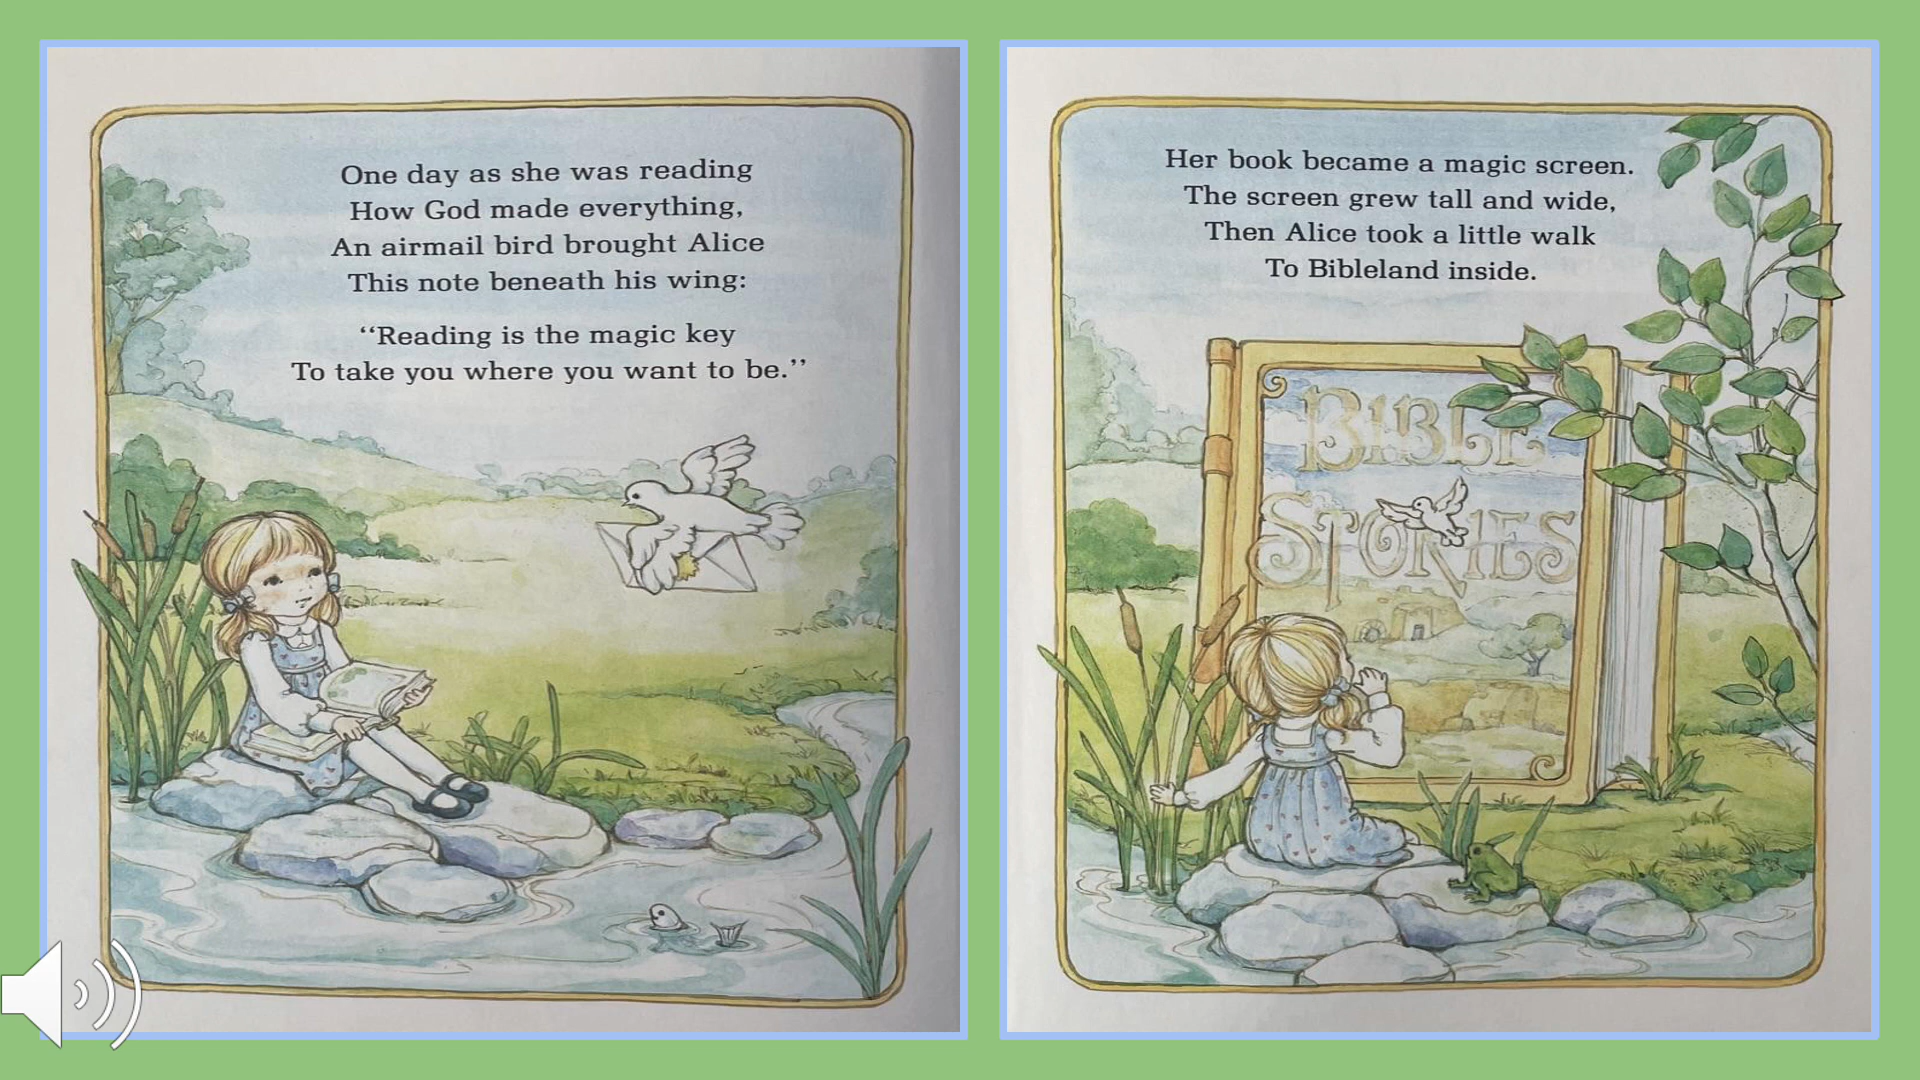 One day as she was reading
How God made everything,
An airmail bird brought Alice
This note beneath his wing:
“Reading is the magic key
To take you where you want to be.”
Her book became a magic screen.
The screen grew tall and wide,
Then Alice took a little walk
To Bibleland inside.
BIBLE
STORIES